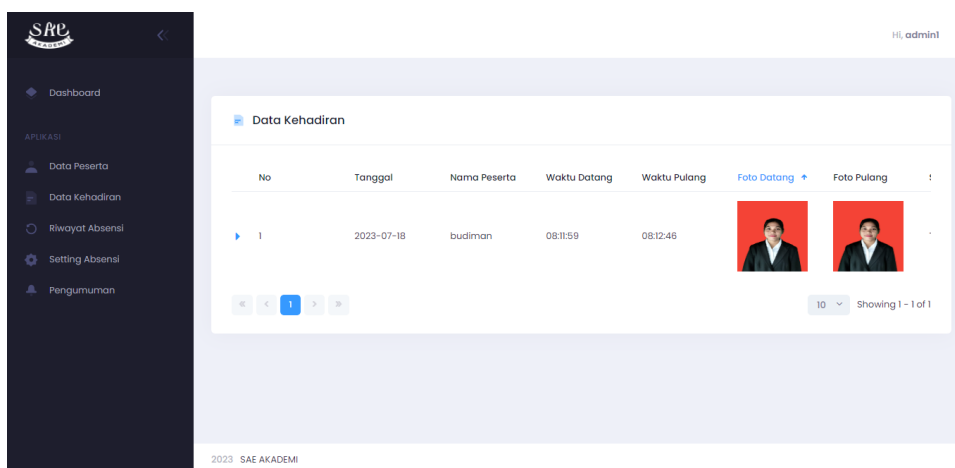 SAE
AKADEMI
Hi, admin1
Dashboard
APLIKASI
Data Peserta
Data Kehadiran
Riwayat Absensi
Setting Absensi
Pengumuman
Data Kehadiran
No Tanggal Nama Peserta Waktu Datang Waktu Pulang Foto Datang Foto Pulang
1 2023-07-18 budiman 08:11:59 08:12:46
1
10 Showing 1 - 1 of 1
2023 SAE AKADEMI